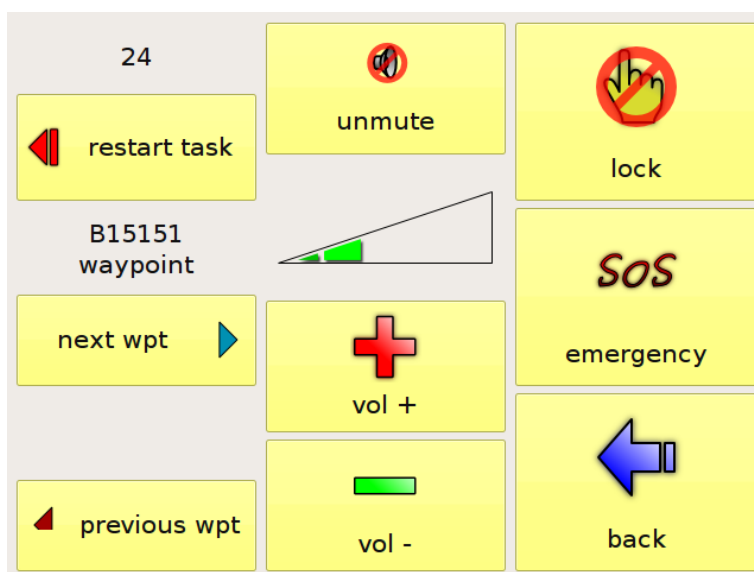 24
restart task
B15151
waypoint
next wpt
previous wpt
unmute
vol +
vol -
lock
SOS
emergency
back